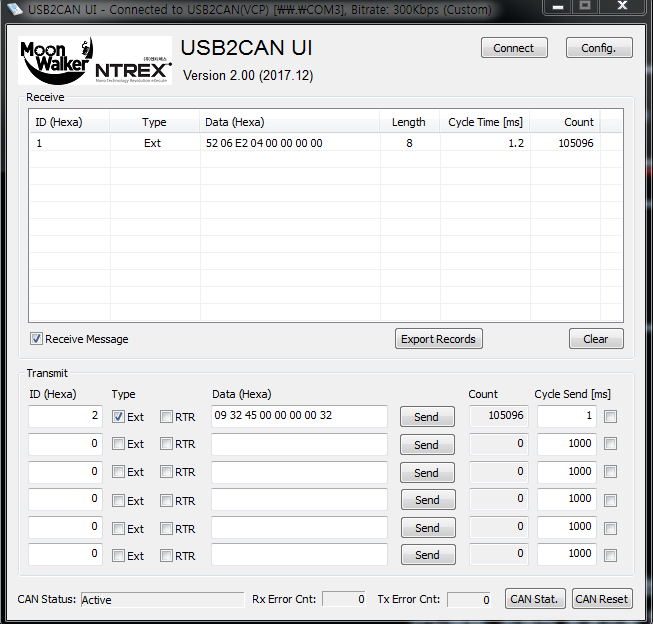 USB2CAN UI - Connected to USB2CAN(VCP) [₩₩.₩COM3], Bitrate: 300Kbps (Custom)
Moon Walker (주)엔티렉스 NTREX USB2CAN UI Connect Config.
Version 2.00 (2017.12)
Receive
ID (Hexa) Type Data (Hexa) Length Cycle Time [ms] Count
1 Ext 52 06 E2 04 00 00 00 00 8 1.2 105096
Receive Message Export Records Clear
Transmit
ID (Hexa) Type Data (Hexa) Count Cycle Send [ms]
2 Ext RTR 09 32 45 00 00 00 00 32 Send 105096 1
0 Ext RTR Send 0 1000
0 Ext RTR Send 0 1000
0 Ext RTR Send 0 1000
0 Ext RTR Send 0 1000
0 Ext RTR Send 0 1000
CAN Status: Active Rx Error Cnt: 0 Tx Error Cnt: 0 CAN Stat. CAN Reset